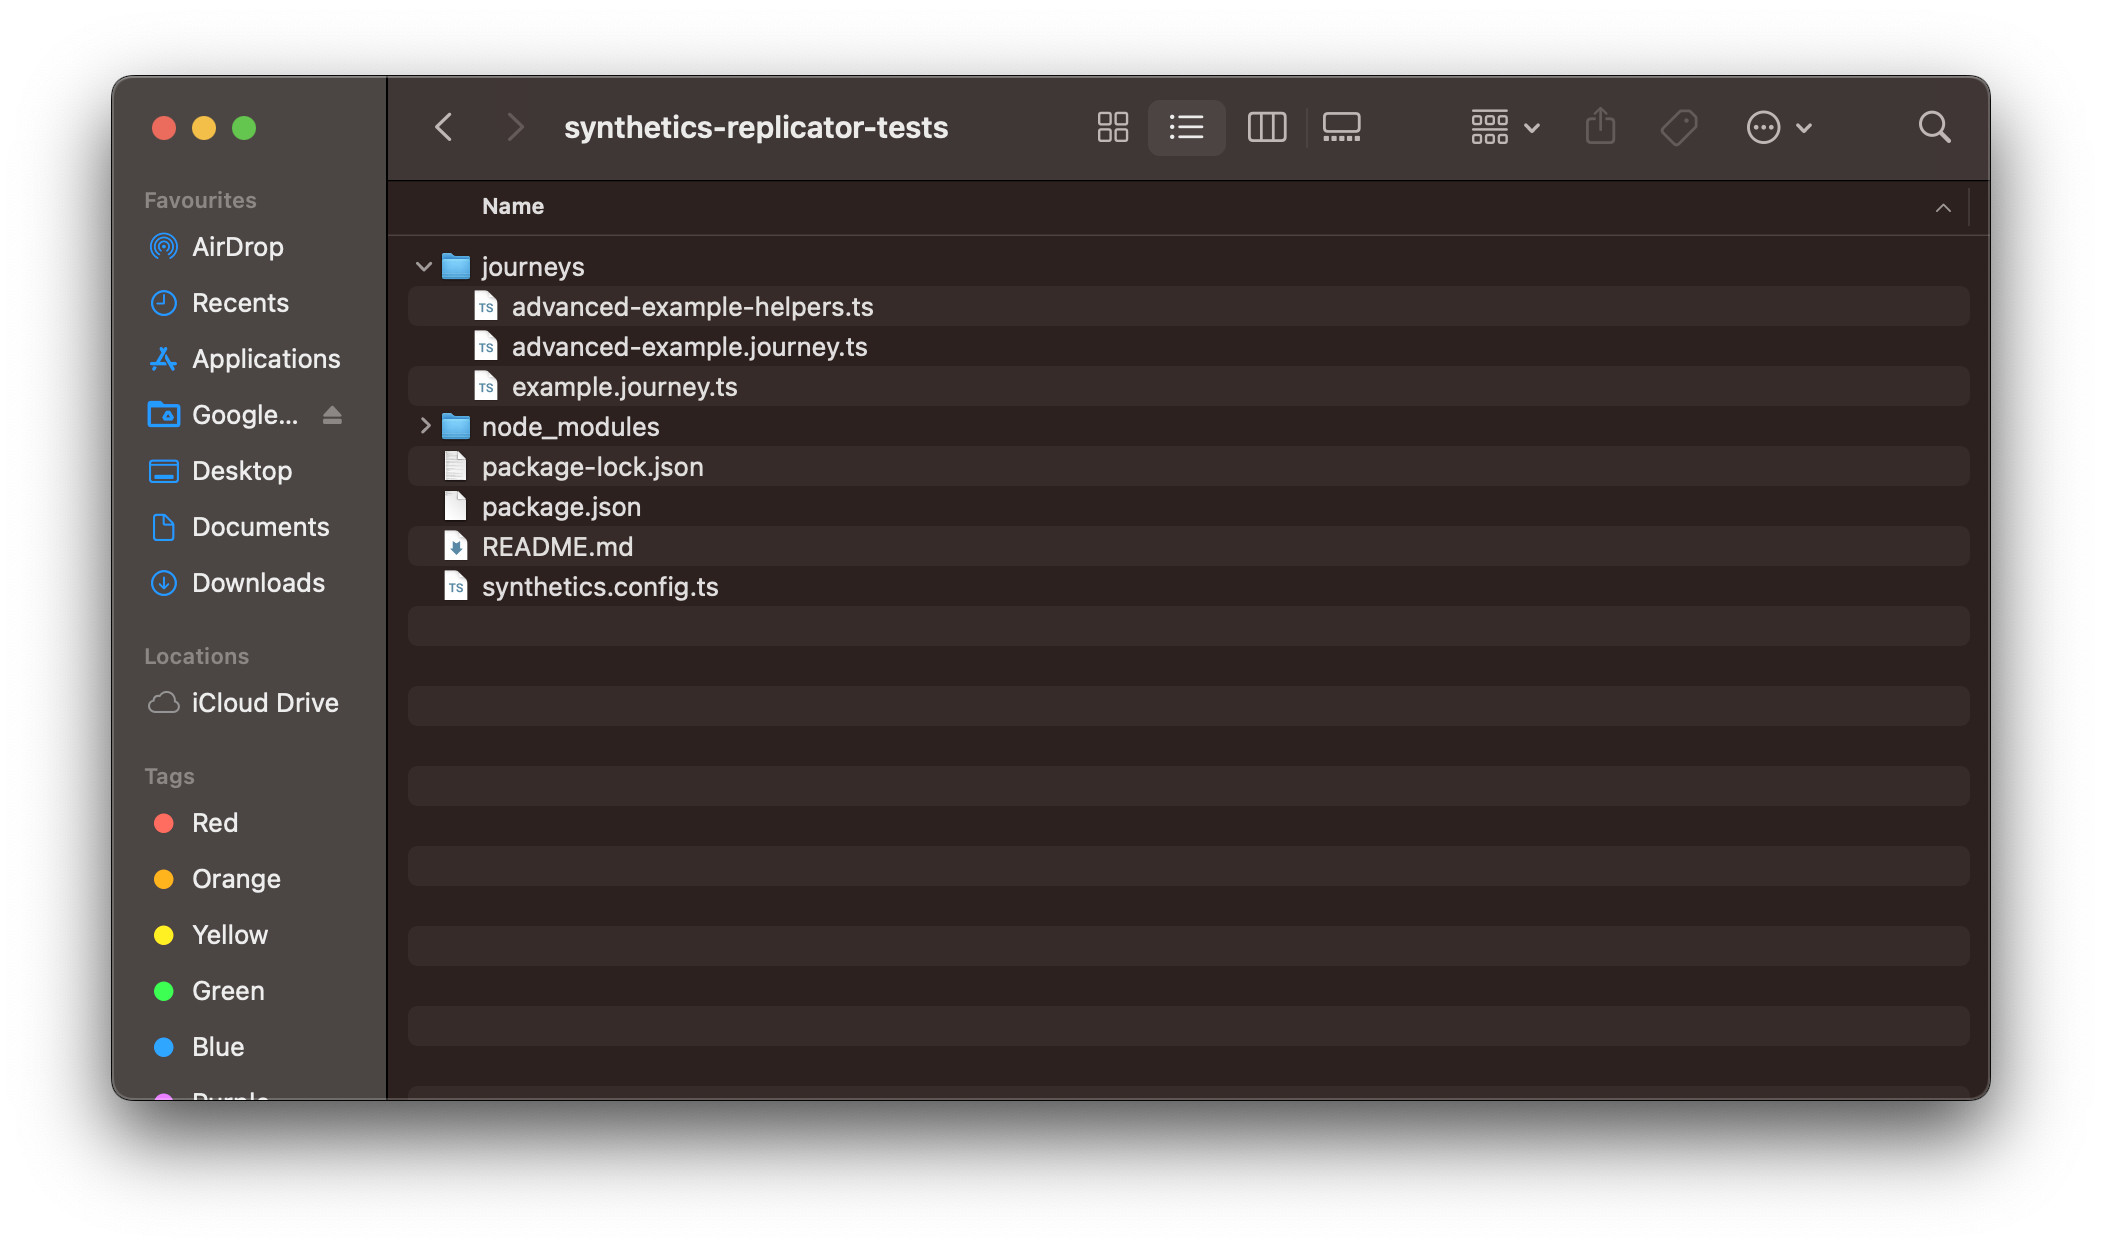 synthetics-replicator-tests
Favourites
AirDrop
Recents
Applications
Google...
Desktop
Documents
Downloads
Locations
iCloud Drive
Tags
Red
Orange
Yellow
Green
Blue
Purple
Name
journeys
TS advanced-example-helpers.ts
TS advanced-example.journey.ts
TS example.journey.ts
node_modules
package-lock.json
package.json
README.md
TS synthetics.config.ts